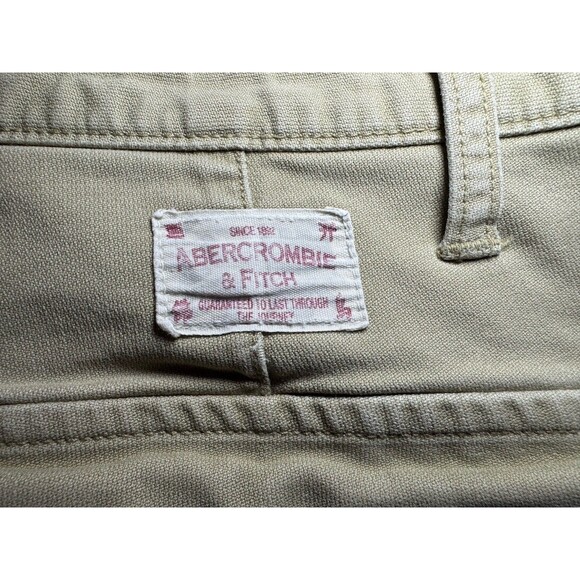 SINCE 1892
ABERCROMBIE
& FITCH
GUARANTEED TO LAST THROUGH
THE JOURNEY